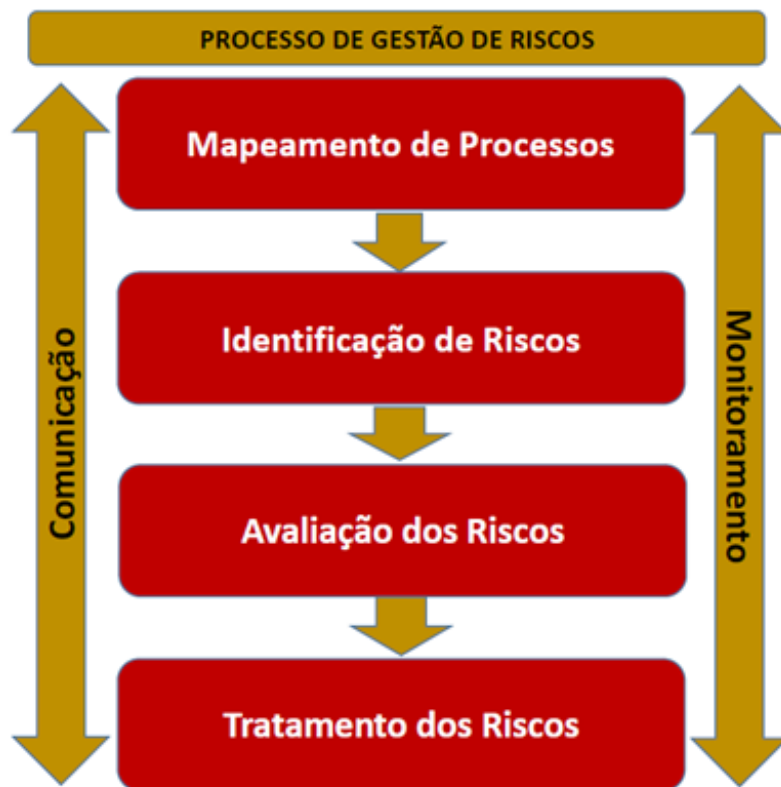 PROCESSO DE GESTÃO DE RISCOS
Mapeamento de Processos
Identificação de Riscos
Avaliação dos Riscos
Tratamento dos Riscos
Comunicação
Monitoramento